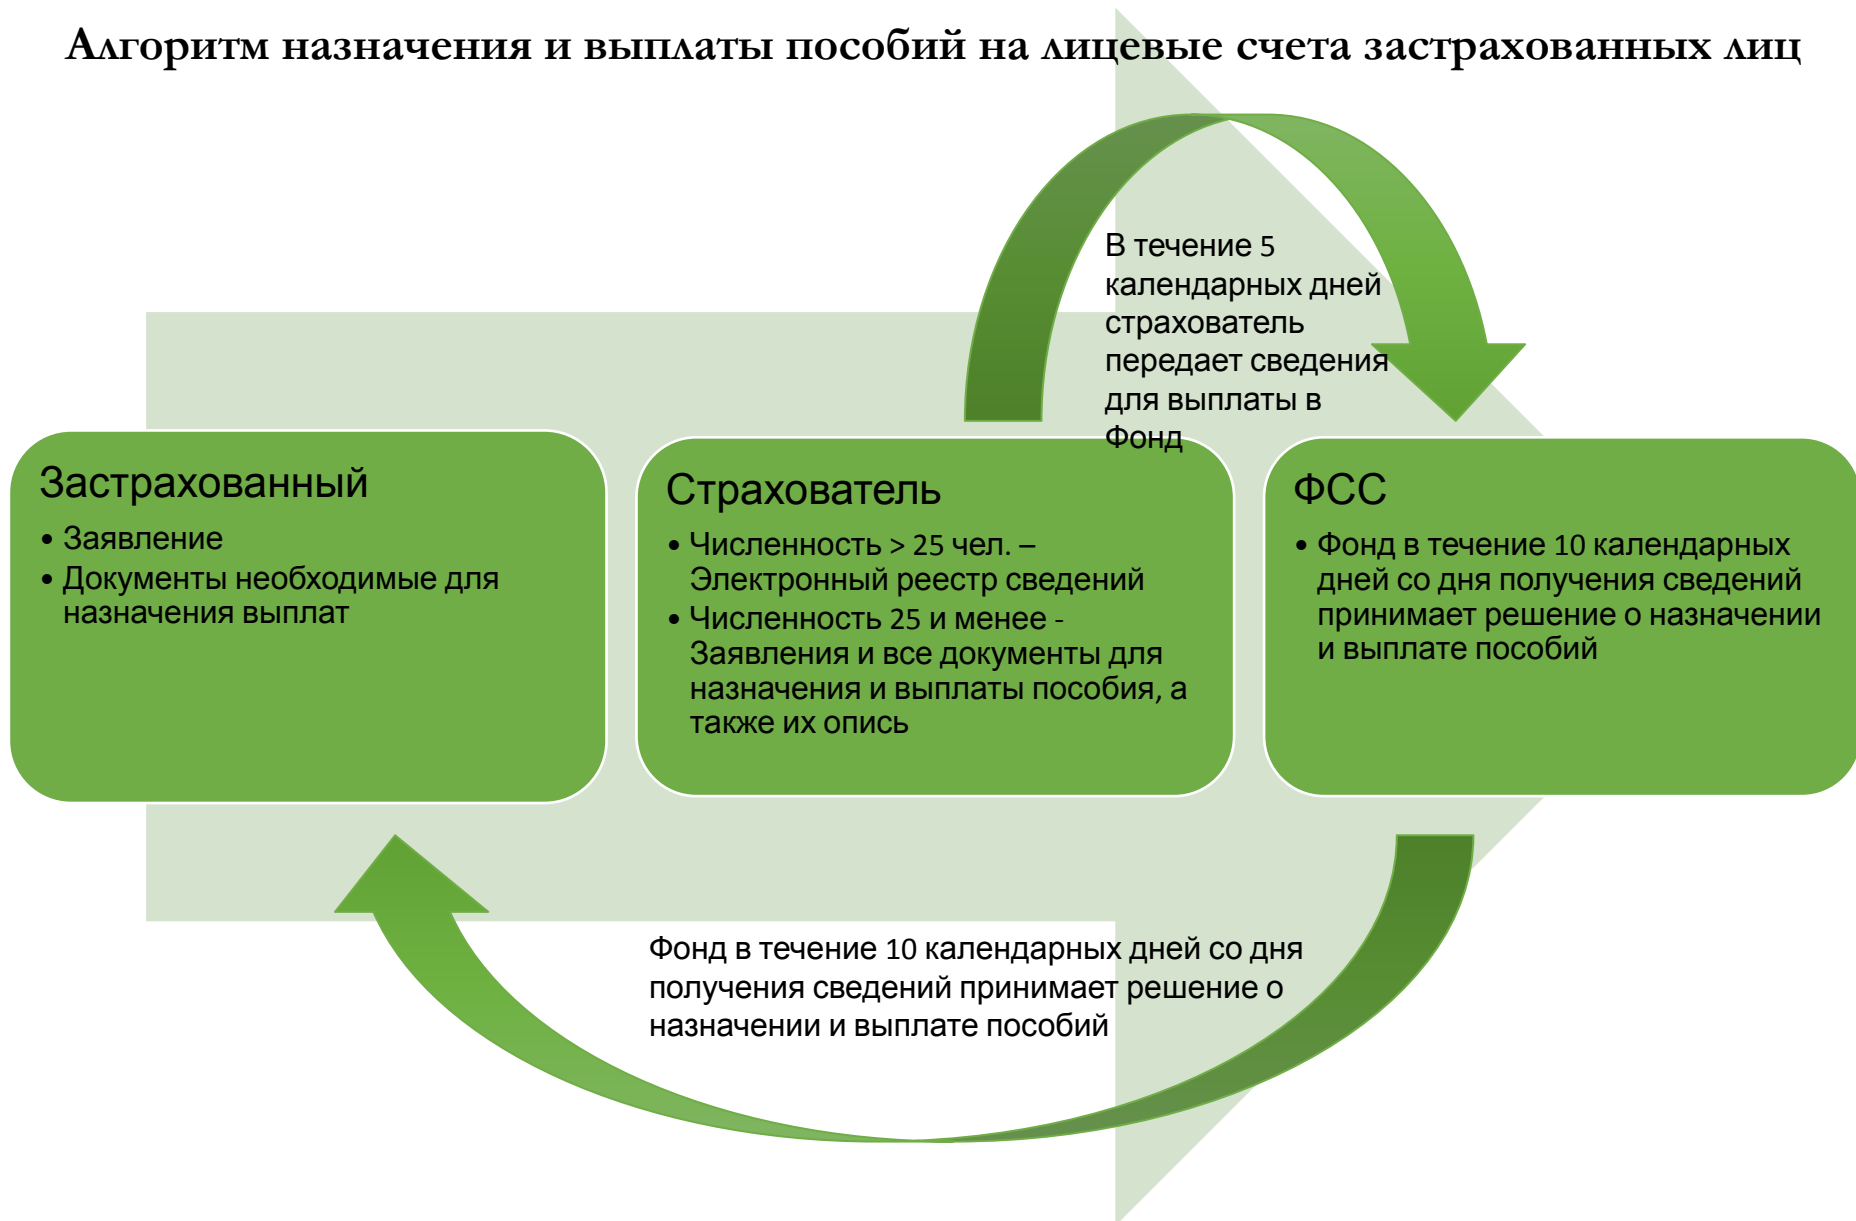 Алгоритм назначения и выплаты пособий на лицевые счета застрахованных лиц
В течение 5
календарных дней
страхователь
передает сведения
для выплаты в
Фонд
Застрахованный
• Заявление
• Документы необходимые для
назначения выплат
Страхователь
• Численность > 25 чел. –
Электронный реестр сведений
• Численность 25 и менее -
Заявления и все документы для
назначения и выплаты пособия, а
также их опись
ФСС
• Фонд в течение 10 календарных
дней со дня получения сведений
принимает решение о назначении
и выплате пособий
Фонд в течение 10 календарных дней со дня
получения сведений принимает решение о
назначении и выплате пособий